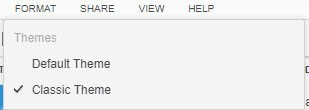 FORMAT SHARE VIEW HELP
Themes
Default Theme
Classic Theme